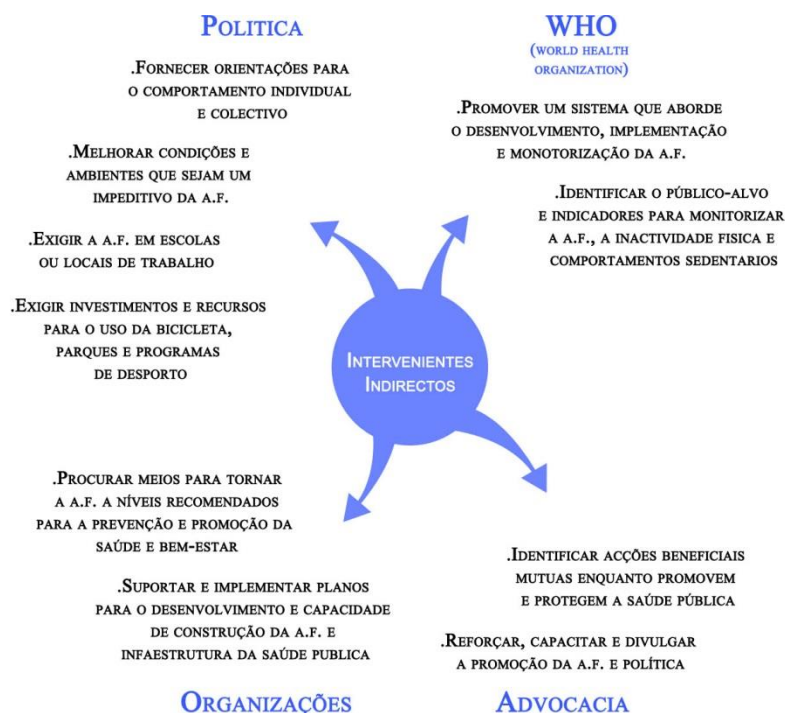 POLITICA
.FORNECER ORIENTAÇÕES PARA
O COMPORTAMENTO INDIVIDUAL
E COLECTIVO
.MELHORAR CONDIÇÕES E
AMBIENTES QUE SEJAM UM
IMPEDITIVO DA A.F.
.EXIGIR A A.F. EM ESCOLAS
OU LOCAIS DE TRABALHO
.EXIGIR INVESTIMENTOS E RECURSOS
PARA O USO DA BICICLETA,
PARQUES E PROGRAMAS
DE DESPORTO
WHO
(WORLD HEALTH
ORGANIZATION)
.PROMOVER UM SISTEMA QUE ABORDE
O DESENVOLVIMENTO, IMPLEMENTAÇÃO
E MONOTORIZAÇÃO DA A.F.
.IDENTIFICAR O PÚBLICO-ALVO
E INDICADORES PARA MONITORIZAR
A A.F., A INACTIVIDADE FISICA E
COMPORTAMENTOS SEDENTARIOS
INTERVENIENTES
INDIRECTOS
.PROCURAR MEIOS PARA TORNAR
A A.F. A NÍVEIS RECOMENDADOS
PARA A PREVENÇÃO E PROMOÇÃO DA
SAÚDE E BEM-ESTAR
.SUPORTAR E IMPLEMENTAR PLANOS
PARA O DESENVOLVIMENTO E CAPACIDADE
DE CONSTRUÇÃO DA A.F. E
INFAESTRUTURA DA SAÚDE PUBLICA
ORGANIZAÇÕES
.IDENTIFICAR ACÇÕES BENEFICIAIS
MUTUAS ENQUANTO PROMOVEM
E PROTEGEM A SAÚDE PÚBLICA
.REFORÇAR, CAPACITAR E DIVULGAR
A PROMOÇÃO DA A.F. E POLÍTICA
ADVOCACIA